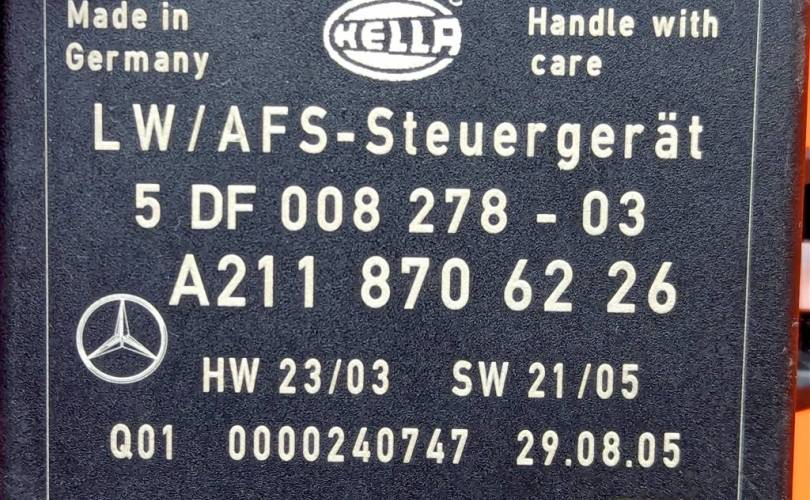 Made in Germany
HELLA
Handle with care
LW/AFS-Steuergerät
5 DF 008 278 - 03
A211 870 62 26
HW 23/03 SW 21/05
Q01 0000240747 29.08.05